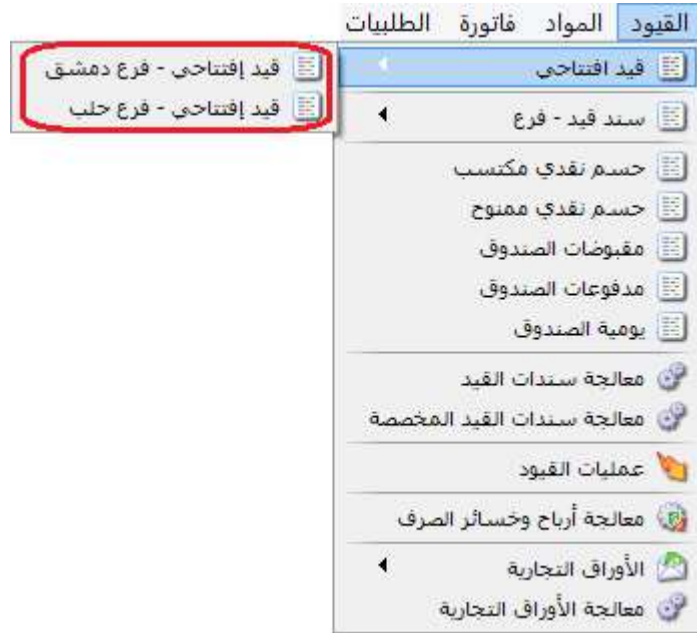 القيود المواد فاتورة الطلبيات
قيد افتتاحي
قيد إفتتاحي - فرع دمشق
قيد إفتتاحي - فرع حلب
سند قيد - فرع
حسم نقدي مكتسب
حسم نقدي ممنوح
مقبوضات الصندوق
مدفوعات الصندوق
يومية الصندوق
معالجة سندات القيد
معالجة سندات القيد المخصصة
عمليات القيود
معالجة أرباح وخسائر الصرف
الأوراق التجارية
معالجة الأوراق التجارية